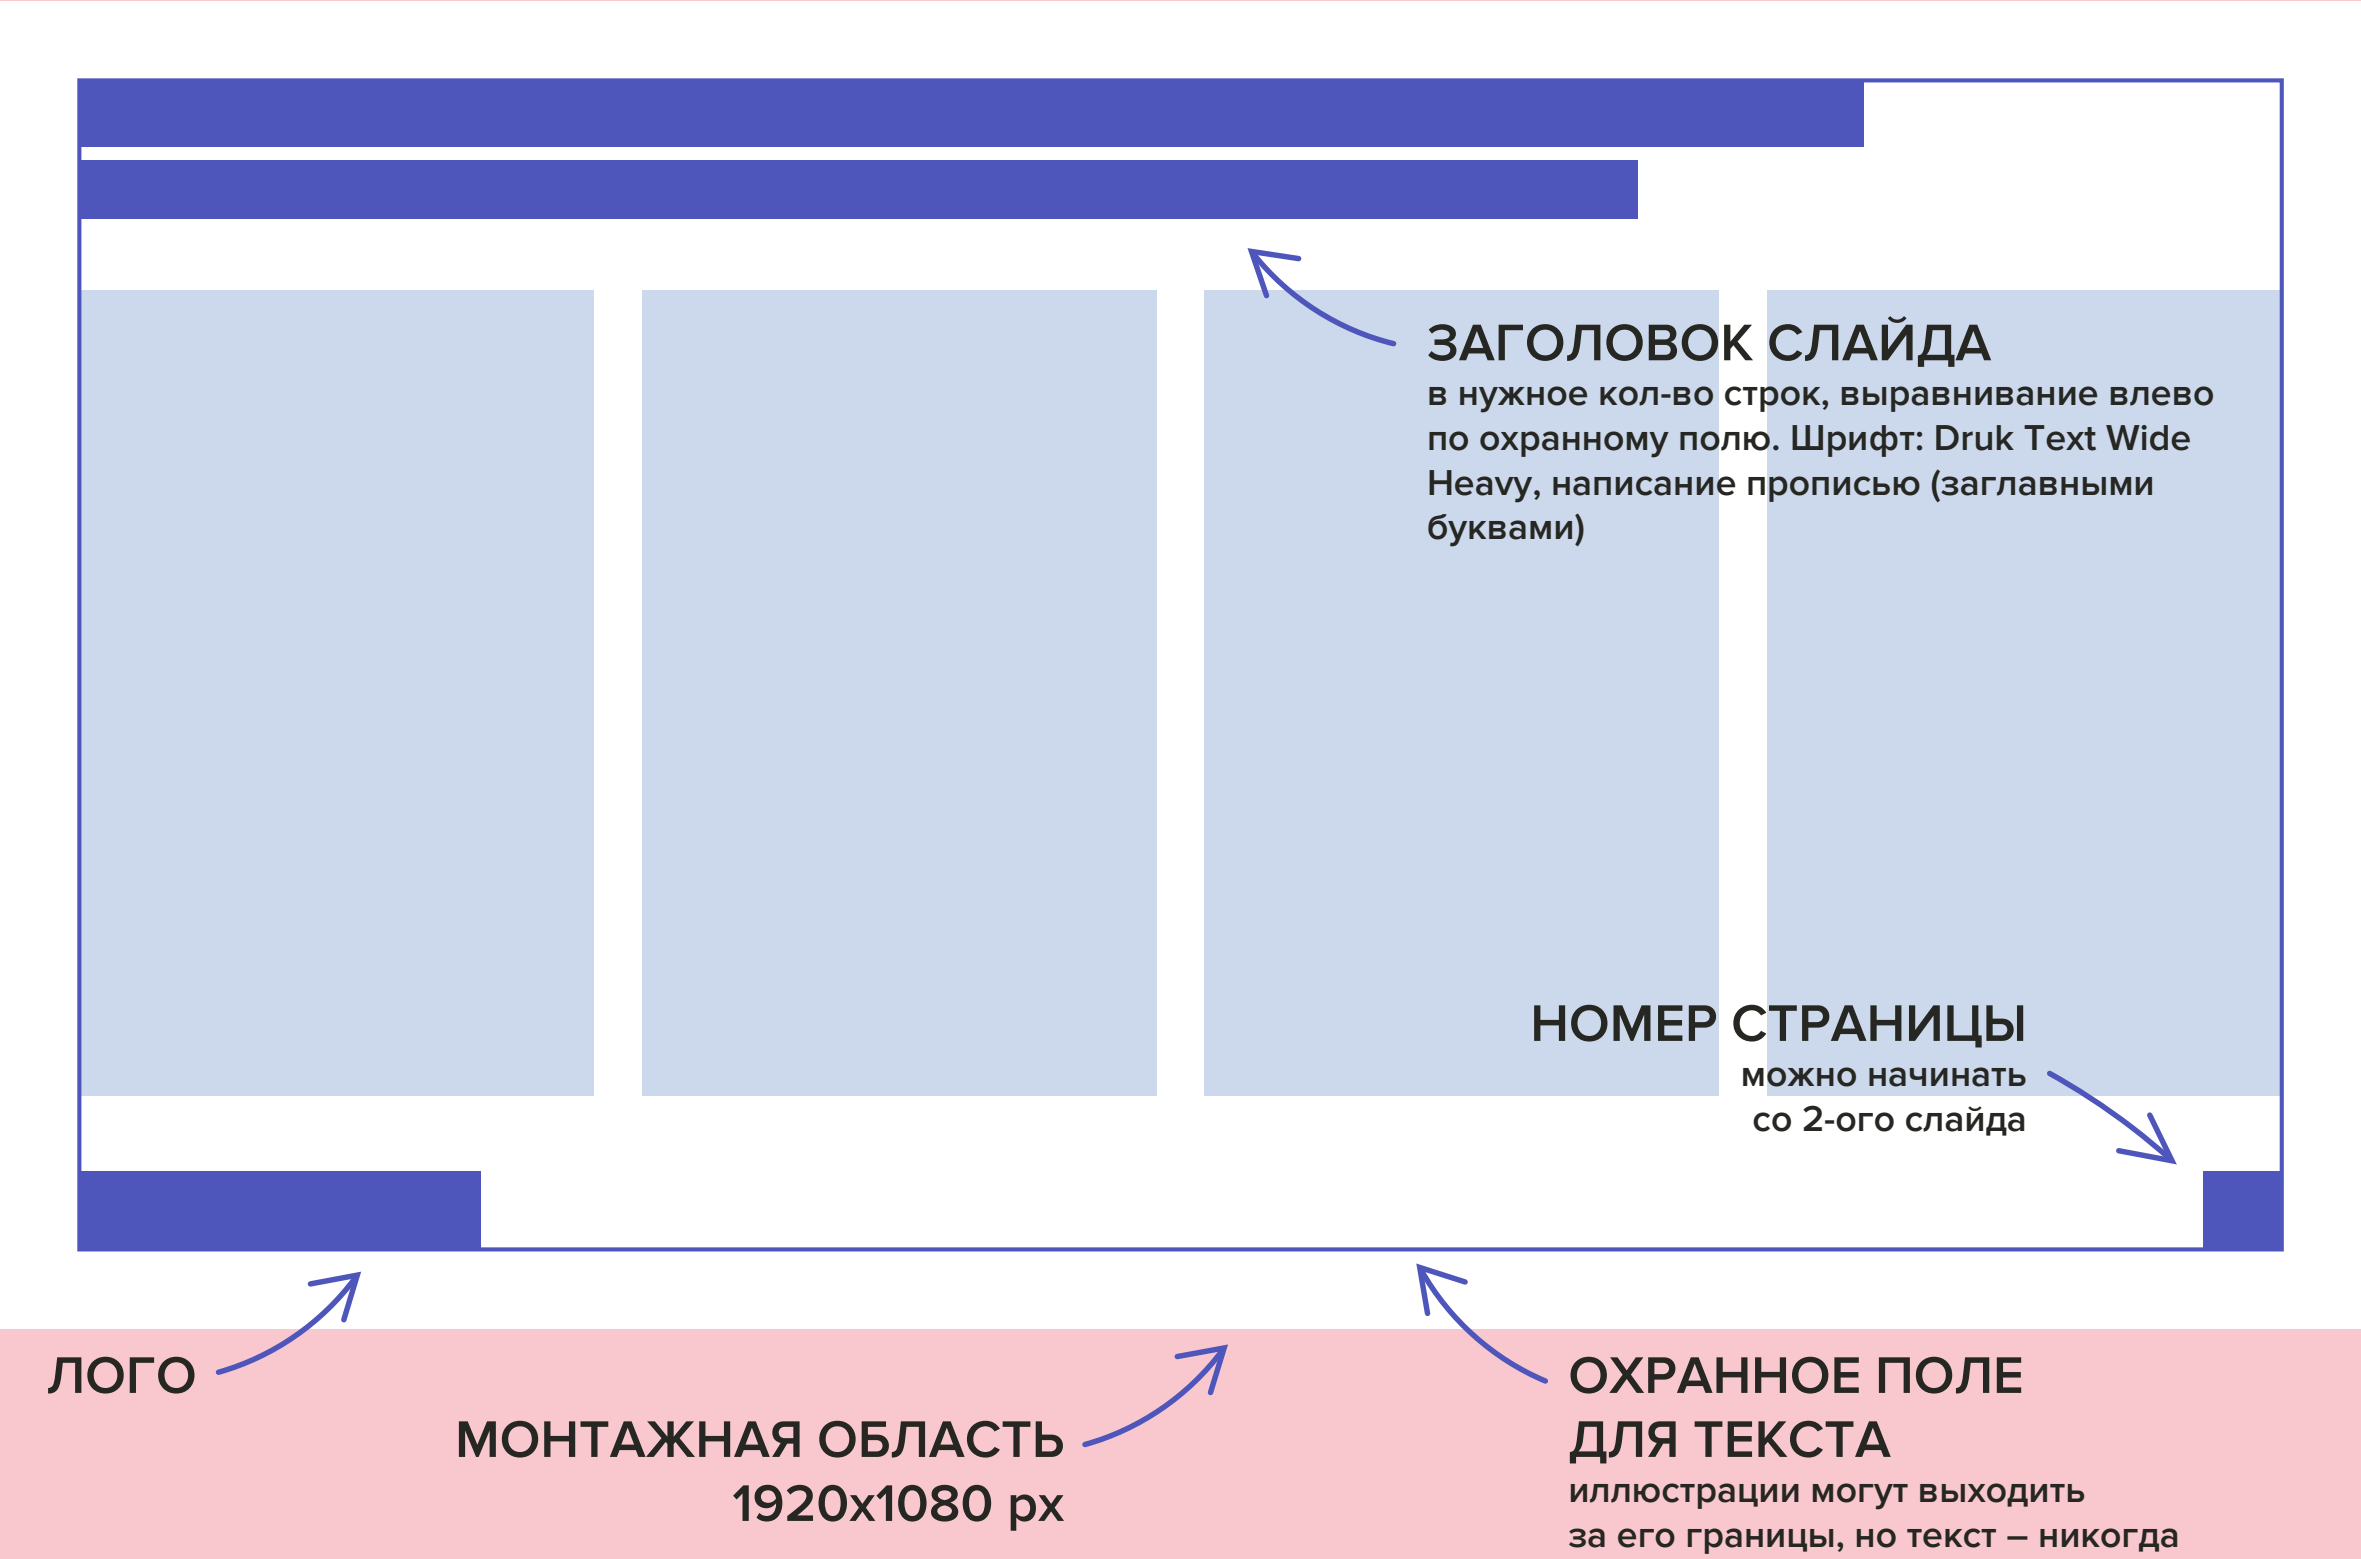 ЗАГОЛОВОК СЛАЙДА
в нужное кол-во строк, выравнивание влево
по охранному полю. Шрифт: Druk Text Wide
Heavy, написание прописью (заглавными
буквами)
НОМЕР СТРАНИЦЫ
можно начинать
со 2-ого слайда
ЛОГО
МОНТАЖНАЯ ОБЛАСТЬ
1920x1080 px
ОХРАННОЕ ПОЛЕ
ДЛЯ ТЕКСТА
иллюстрации могут выходить
за его границы, но текст – никогда